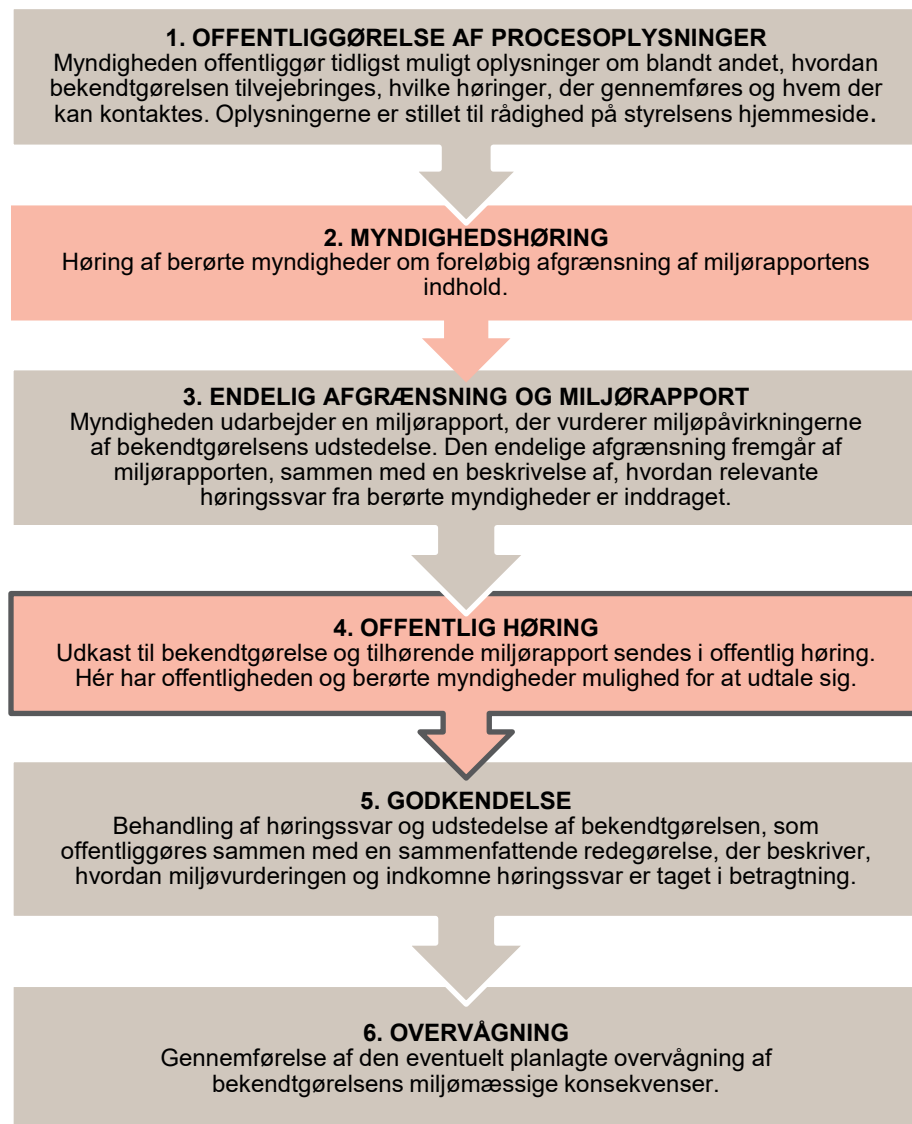 1. OFFENTLIGGØRELSE AF PROCESOPLYSNINGER
Myndigheden offentliggør tidligst muligt oplysninger om blandt andet, hvordan
bekendtgørelsen tilvejebringes, hvilke høringer, der gennemføres og hvem der
kan kontaktes. Oplysningerne er stillet til rådighed på styrelsens hjemmeside.
2. MYNDIGHEDSHØRING
Høring af berørte myndigheder om foreløbig afgrænsning af miljørapportens
indhold.
3. ENDELIG AFGRÆNSNING OG MILJØRAPPORT
Myndigheden udarbejder en miljørapport, der vurderer miljøpåvirkningerne
af bekendtgørelsens udstedelse. Den endelige afgrænsning fremgår af
miljørapporten, sammen med en beskrivelse af, hvordan relevante
høringssvar fra berørte myndigheder er inddraget.
4. OFFENTLIG HØRING
Udkast til bekendtgørelse og tilhørende miljørapport sendes i offentlig høring.
Hér har offentligheden og berørte myndigheder mulighed for at udtale sig.
5. GODKENDELSE
Behandling af høringssvar og udstedelse af bekendtgørelsen, som
offentliggøres sammen med en sammenfattende redegørelse, der beskriver,
hvordan miljøvurderingen og indkomne høringssvar er taget i betragtning.
6. OVERVÅGNING
Gennemførelse af den eventuelt planlagte overvågning af
bekendtgørelsens miljømæssige konsekvenser.